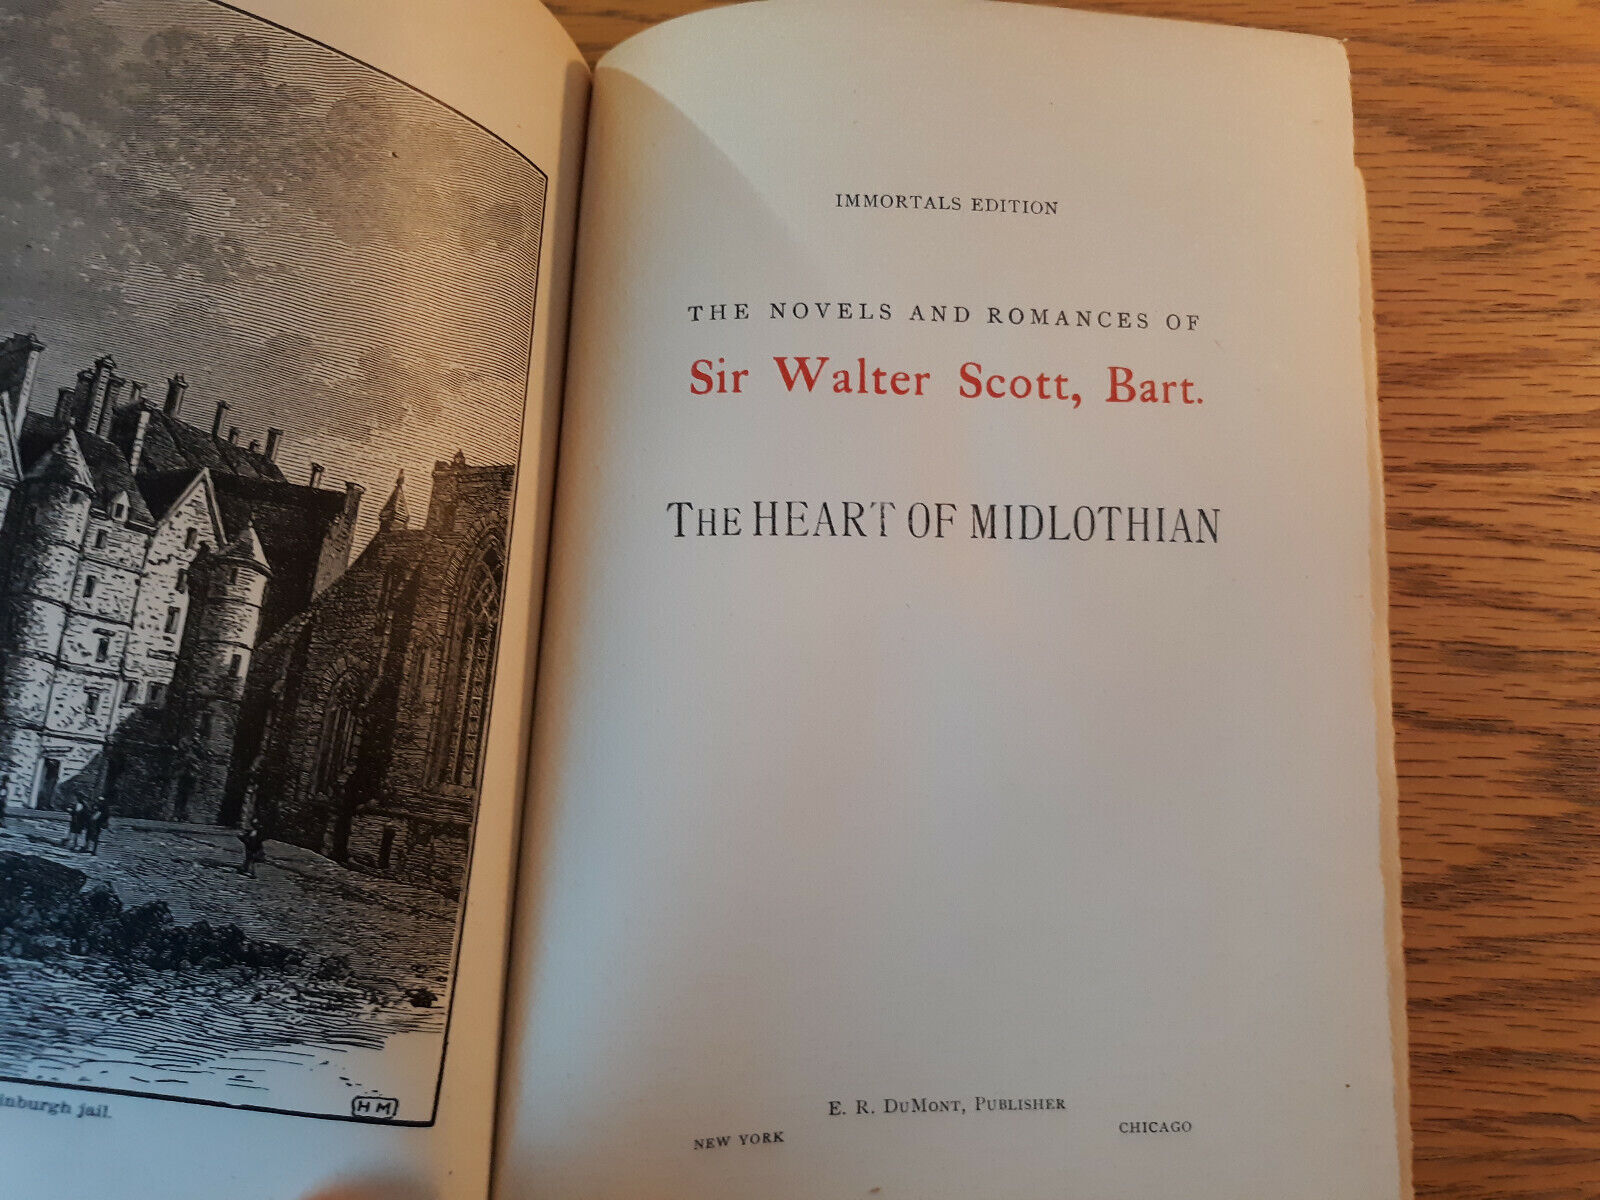 inburgh jail.
HM
IMMORTALS EDITION
THE NOVELS AND ROMANCES OF
Sir Walter Scott, Bart.
THE HEART OF MIDLOTHIAN
E. R. DUMONT, PUBLISHER
NEW YORK CHICAGO